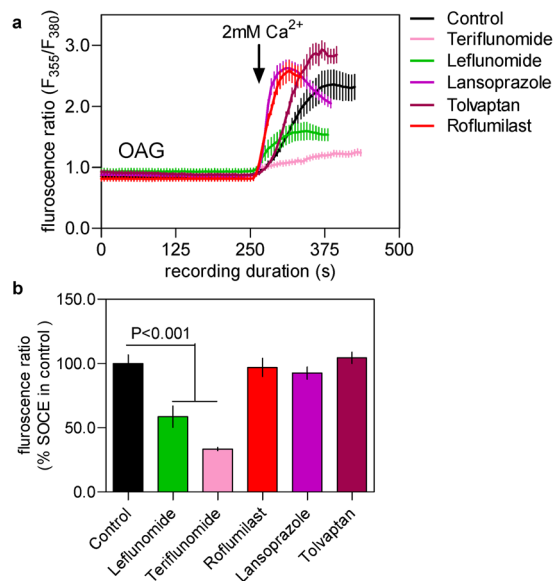 a
fluroscence ratio (F355/F380)
4.0
3.0
2.0
1.0
2mM Ca2+
OAG
0
125
250
375
500
recording duration (s)
Control
Teriflunomide
Leflunomide
Lansoprazole
Tolvaptan
Roflumilast
b
fluroscence ratio
(% SOCE in control)
150.0
100.0
50.0
0.0
P<0.001
Control
Leflunomide
Teriflunomide
Roflumilast
Lansoprazole
Tolvaptan